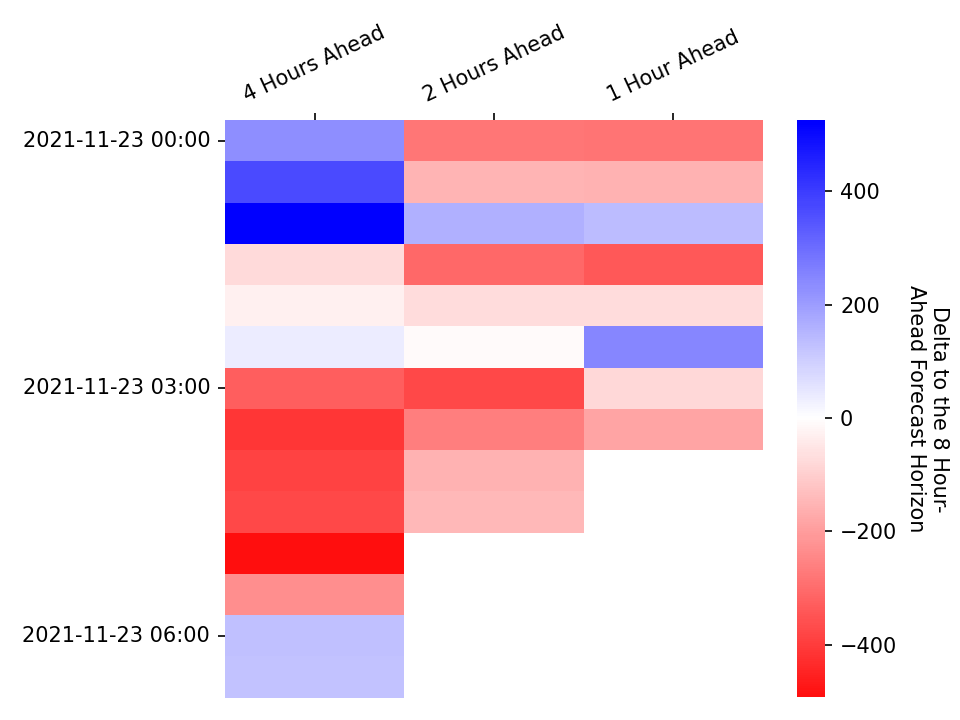 4 Hours Ahead
2 Hours Ahead
1 Hour Ahead
2021-11-23 00:00
2021-11-23 03:00
2021-11-23 06:00
400
200
0
−200
−400
Delta to the 8 Hour-
Ahead Forecast Horizon